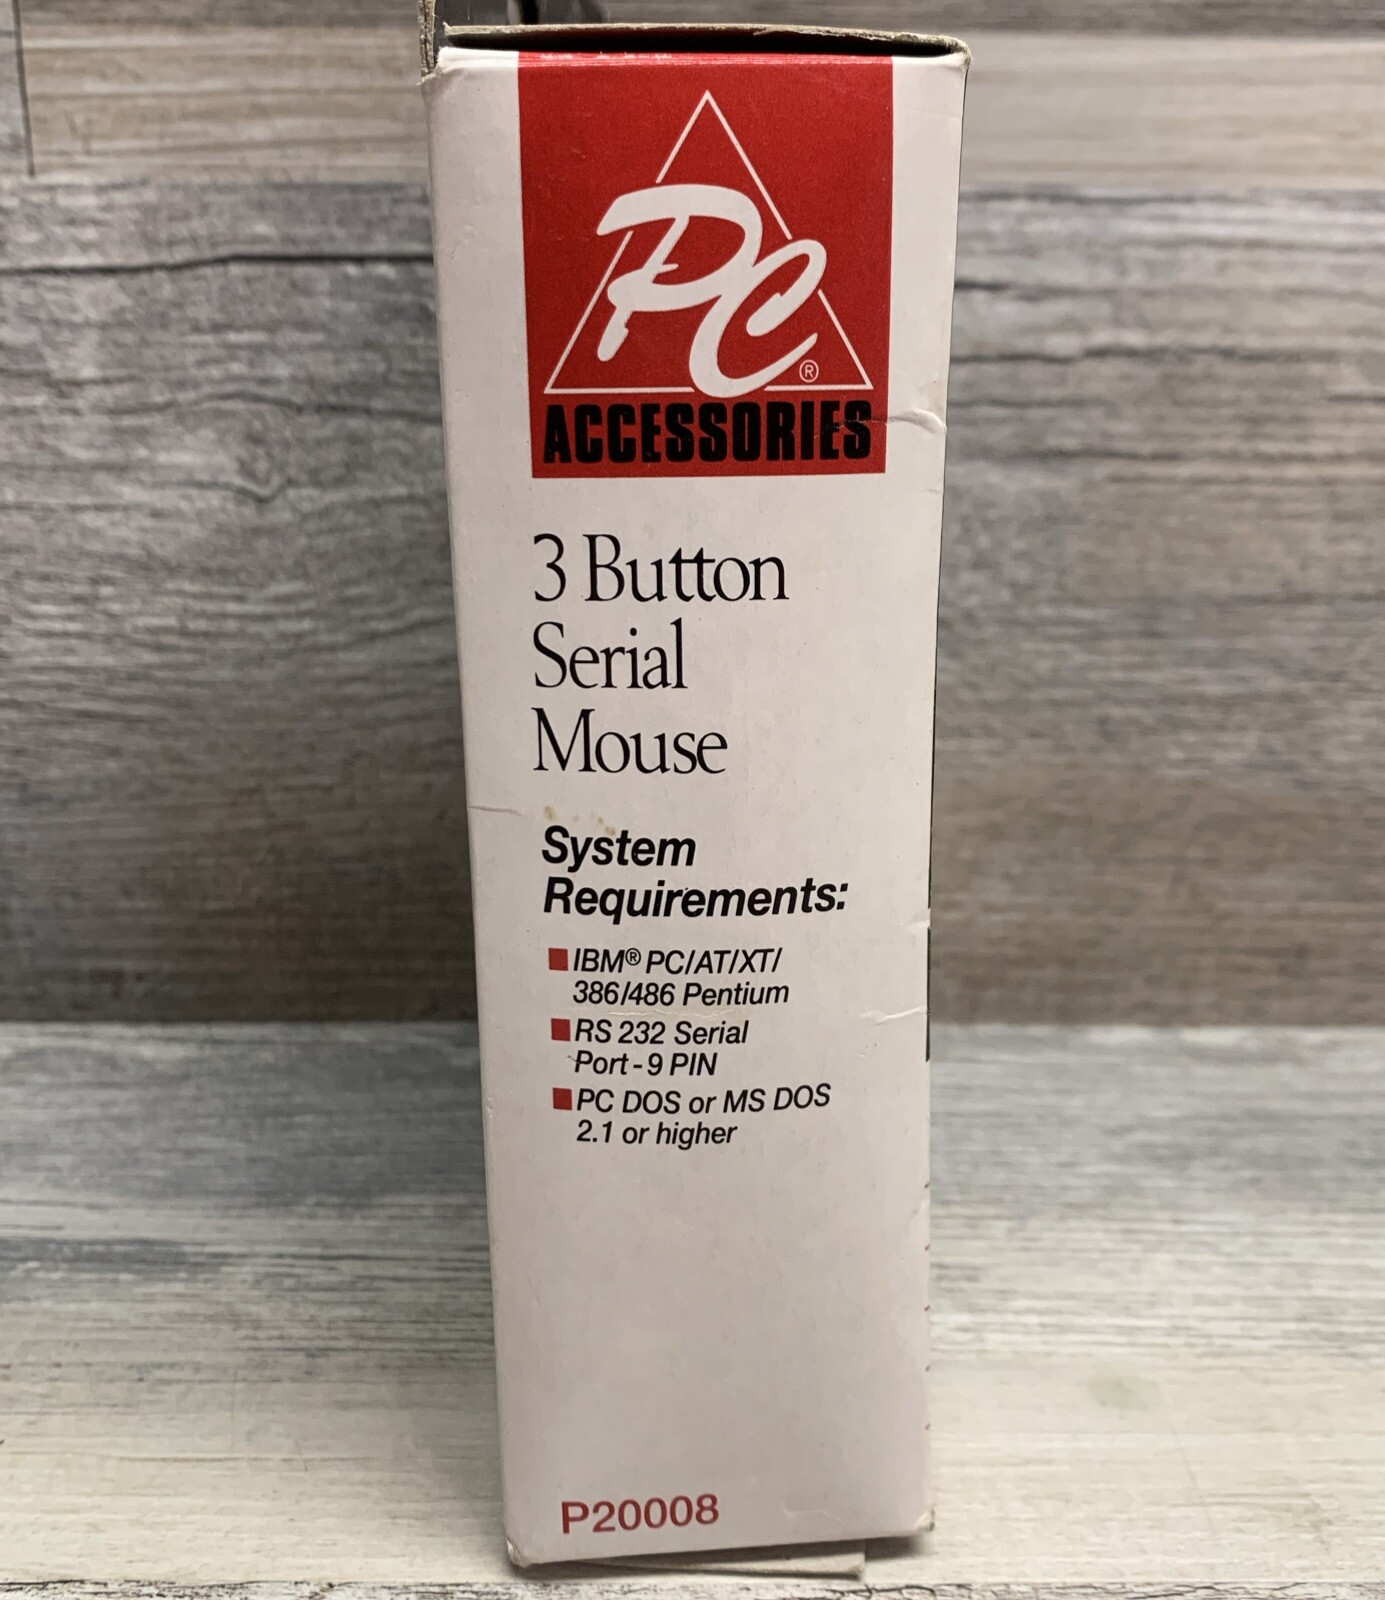 PC®
ACCESSORIES
3 Button
Serial
Mouse
System
Requirements:
IBM® PC/AT/XT/
386/486 Pentium
RS 232 Serial
Port - 9 PIN
PC DOS or MS DOS
2.1 or higher
P20008